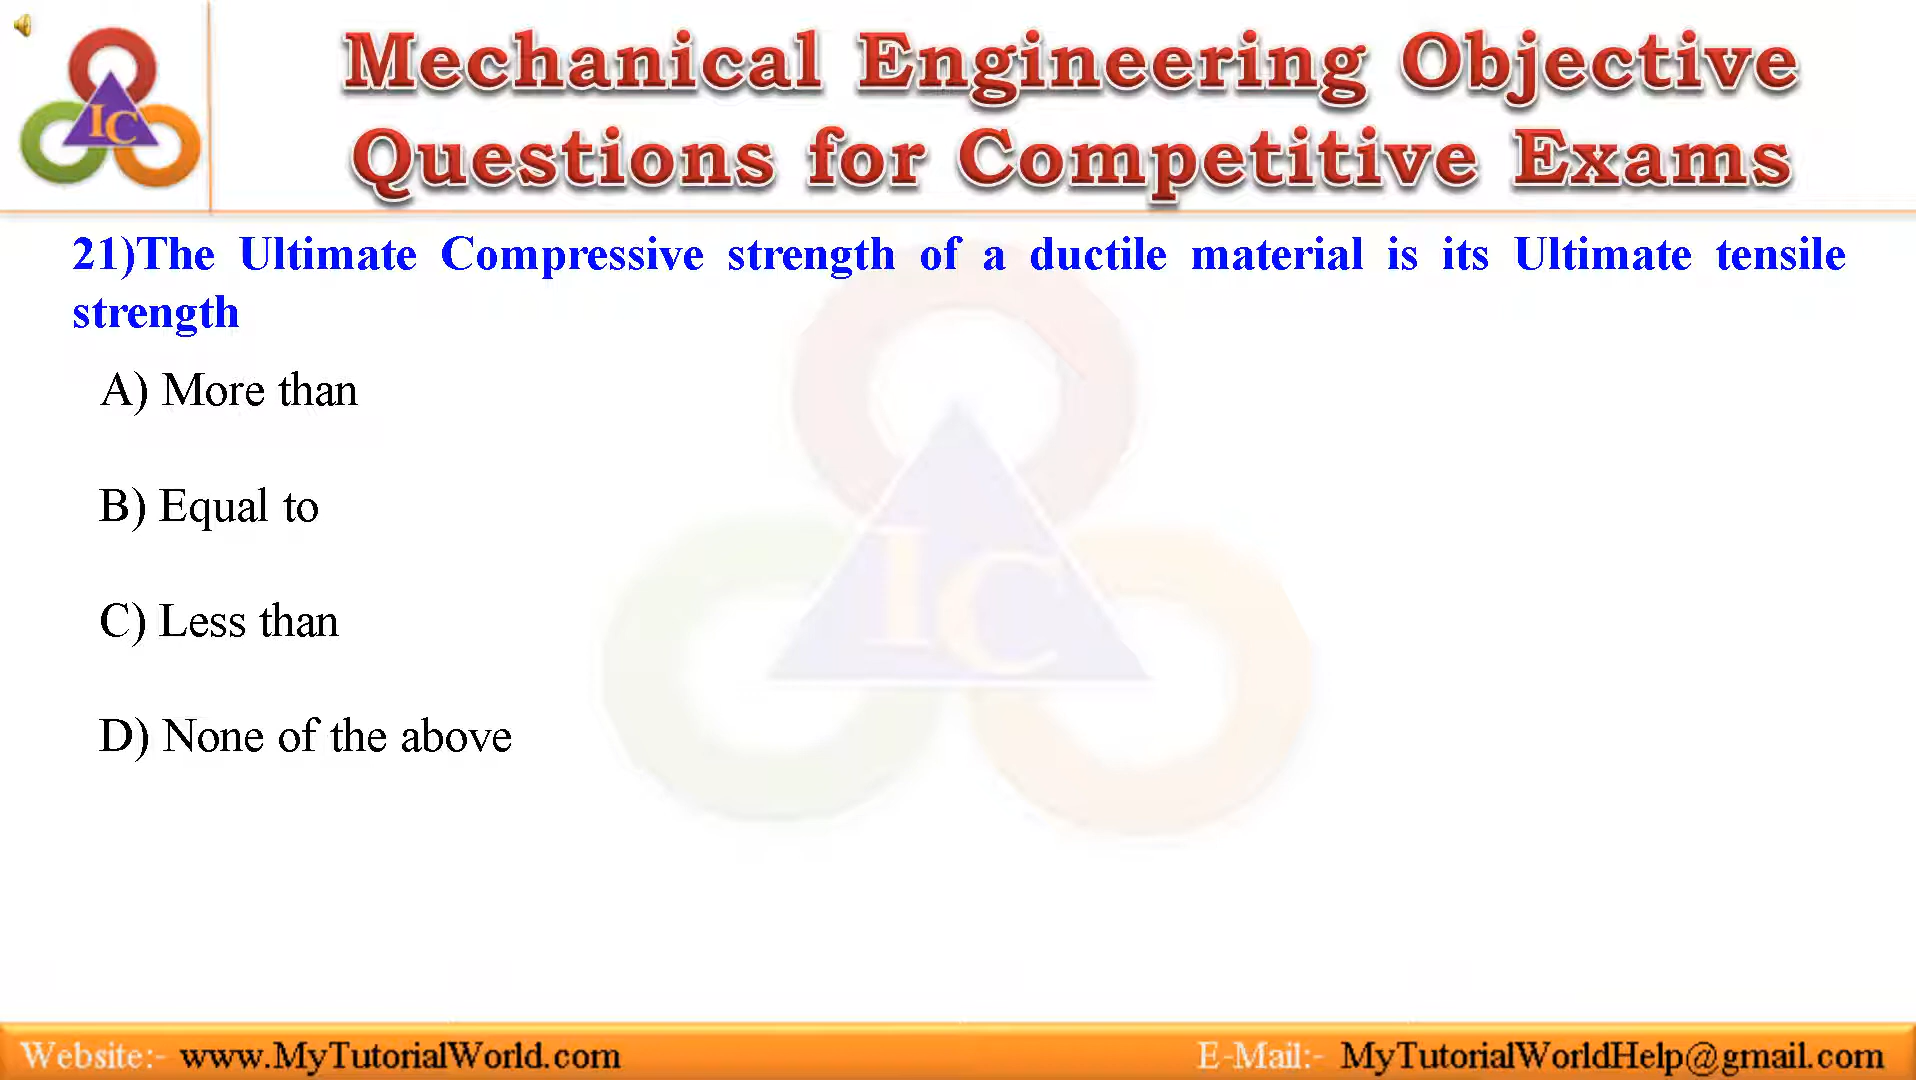 Mechanical Engineering Objective
Questions for Competitive Exams
IC
21)The Ultimate Compressive strength of a ductile material is its Ultimate tensile
strength
A) More than
B) Equal to
C) Less than
D) None of the above
IC
Website:- www.MyTutorialWorld.com E-Mail:- MyTutorialWorldHelp@gmail.com